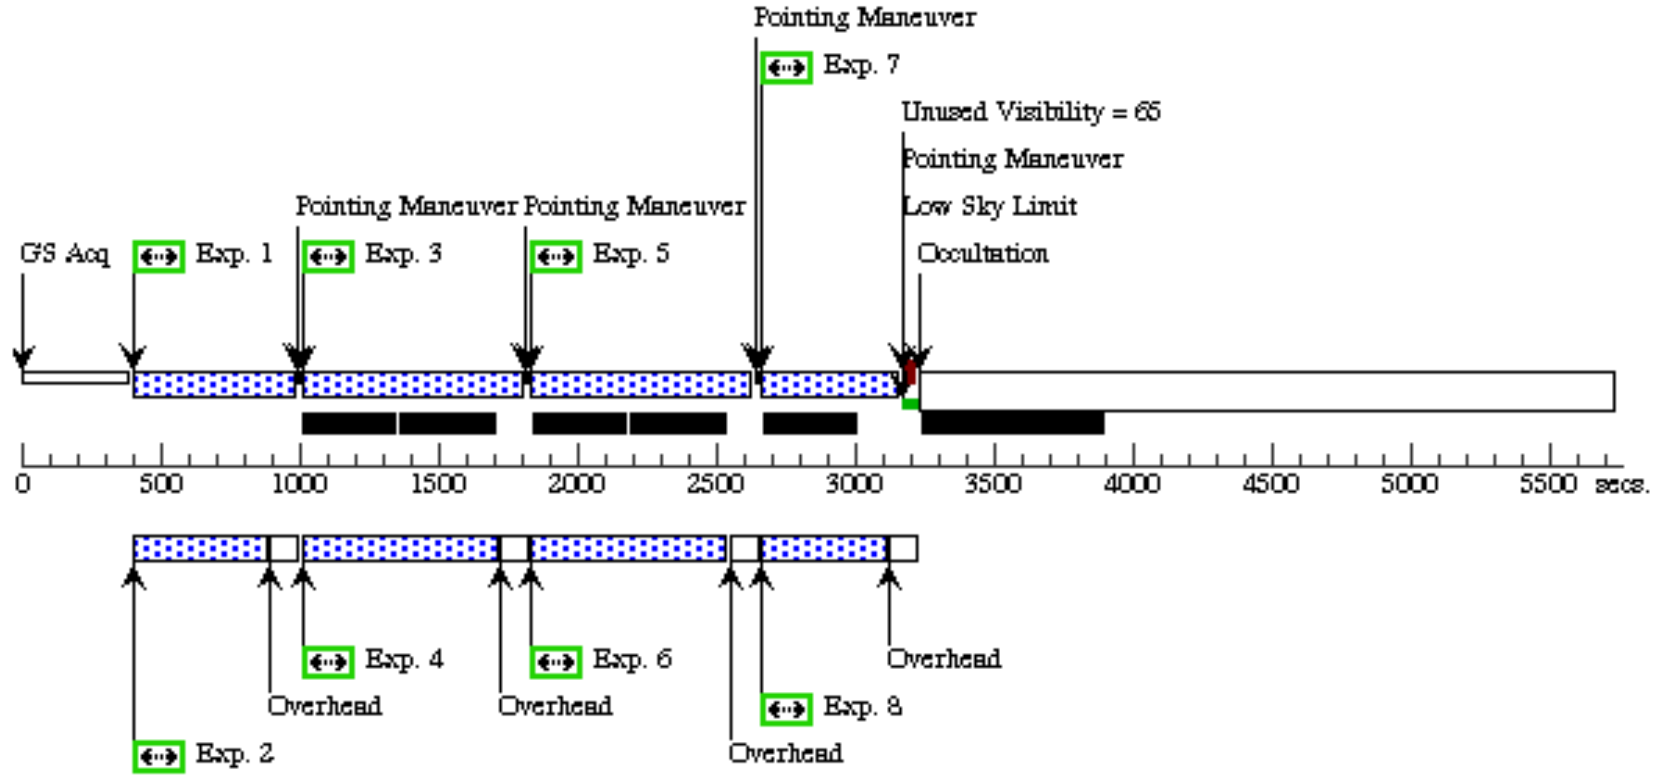 Pointing Maneuver
Exp. 7
Unused Visibility = 65
Pointing Maneuver
Pointing Maneuver Pointing Maneuver Low Sky Limit
GS Acq Exp. 1 Exp. 3 Exp. 5 Occultation
0 500 1000 1500 2000 2500 3000 3500 4000 4500 5000 5500 secs.
Exp. 4 Exp. 6 Overhead
Overhead Overhead Exp. 8
Exp. 2 Overhead